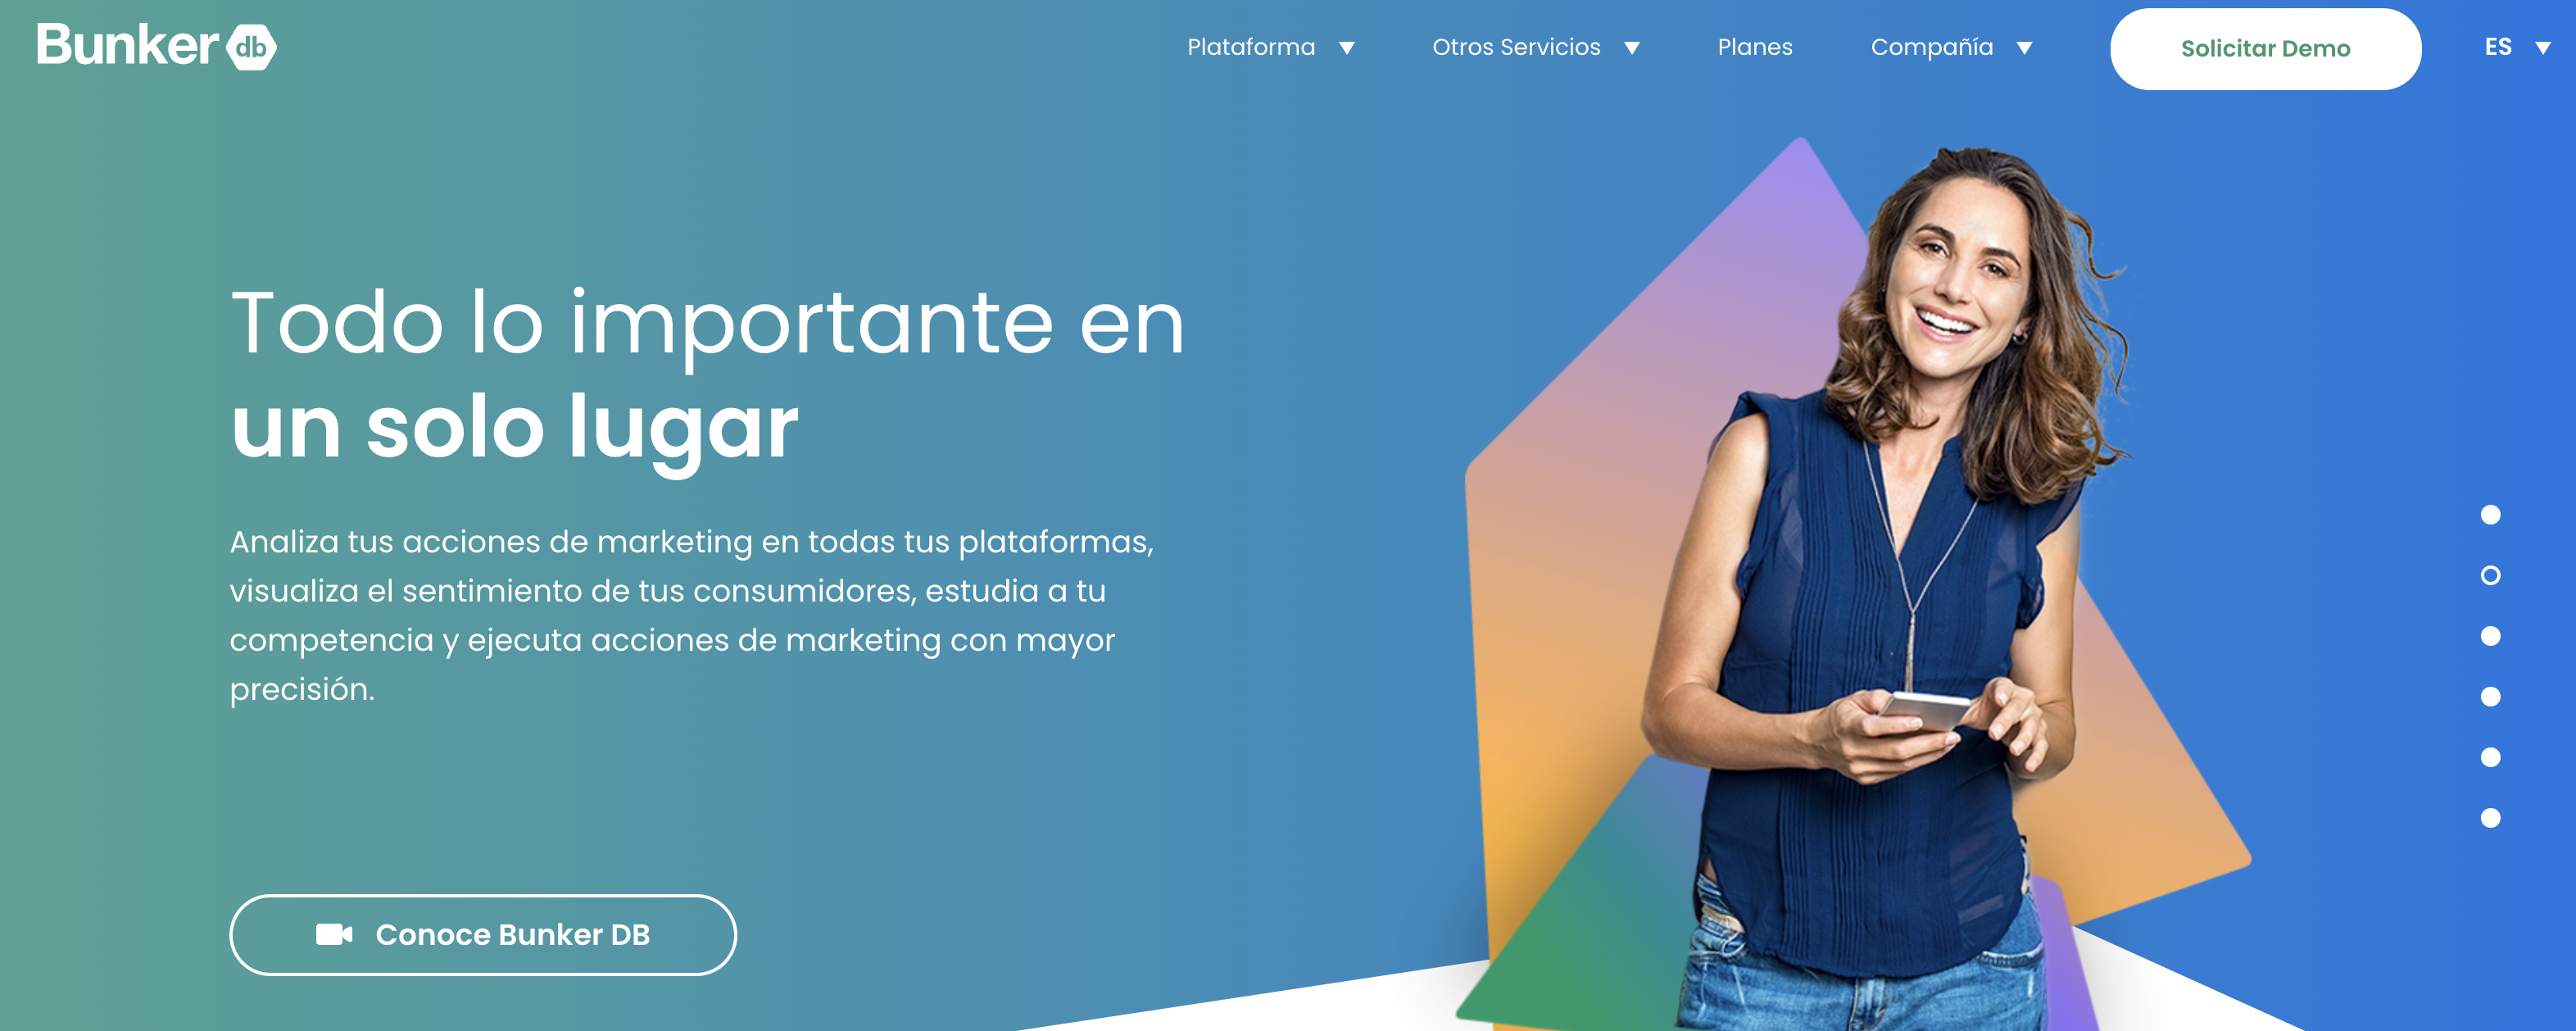 Bunker db
Plataforma
Otros Servicios
Planes
Compañía
Solicitar Demo
ES
Todo lo importante en
un solo lugar
Analiza tus acciones de marketing en todas tus plataformas,
visualiza el sentimiento de tus consumidores, estudia a tu
competencia y ejecuta acciones de marketing con mayor
precisión.
Conoce Bunker DB